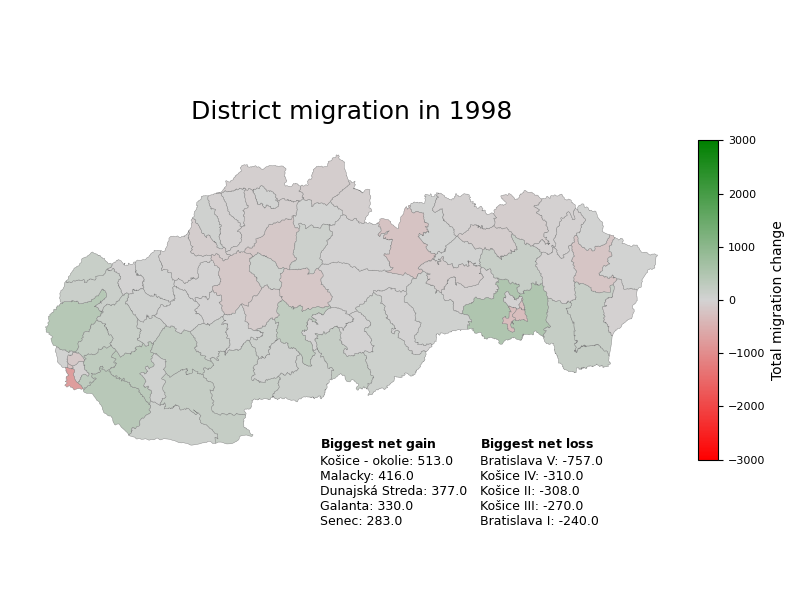 District migration in 1998
3000
2000
1000
0
−1000
−2000
−3000
Total migration change
Biggest net gain
Košice - okolie: 513.0
Malacky: 416.0
Dunajská Streda: 377.0
Galanta: 330.0
Senec: 283.0
Biggest net loss
Bratislava V: -757.0
Košice IV: -310.0
Košice II: -308.0
Košice III: -270.0
Bratislava I: -240.0